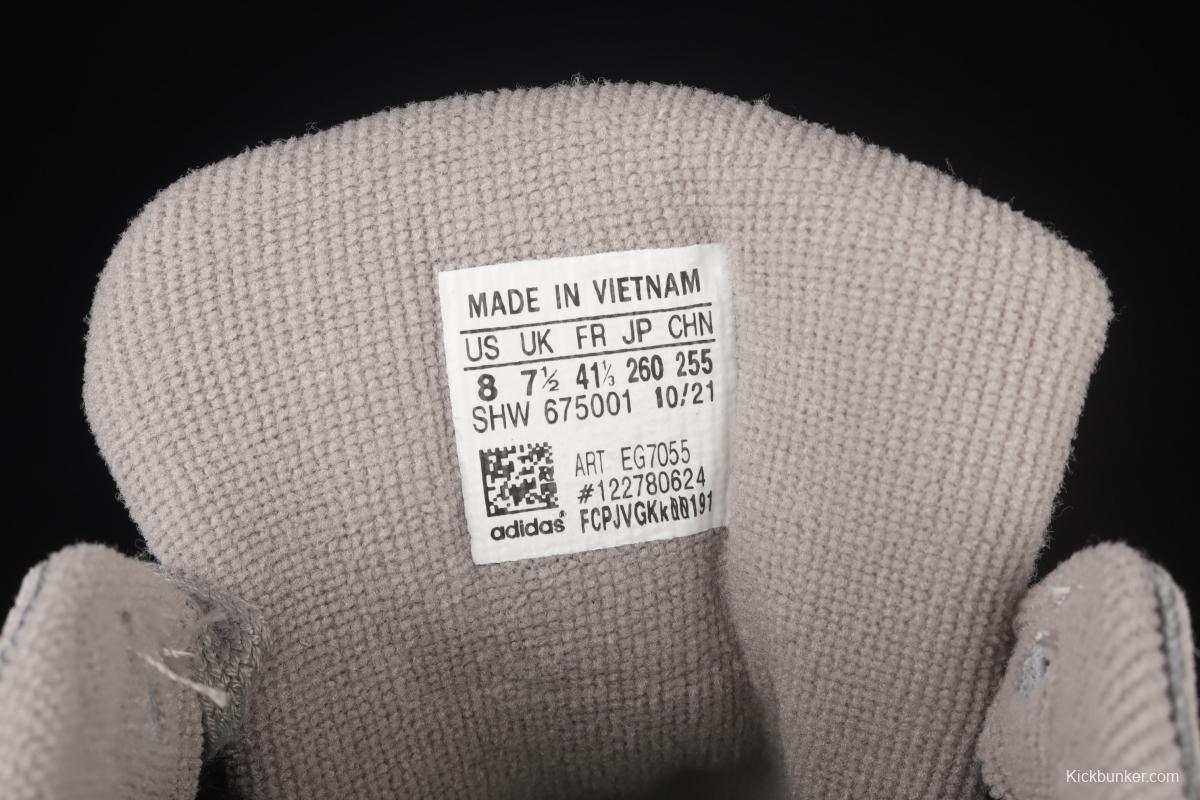 MADE IN VIETNAM
US UK FR JP CHN
8 7½ 41⅓ 260 255
SHW 675001 10/21
ART EG7055
#122780624
adidas® FCPJVGKk00191
Kickbunker.com